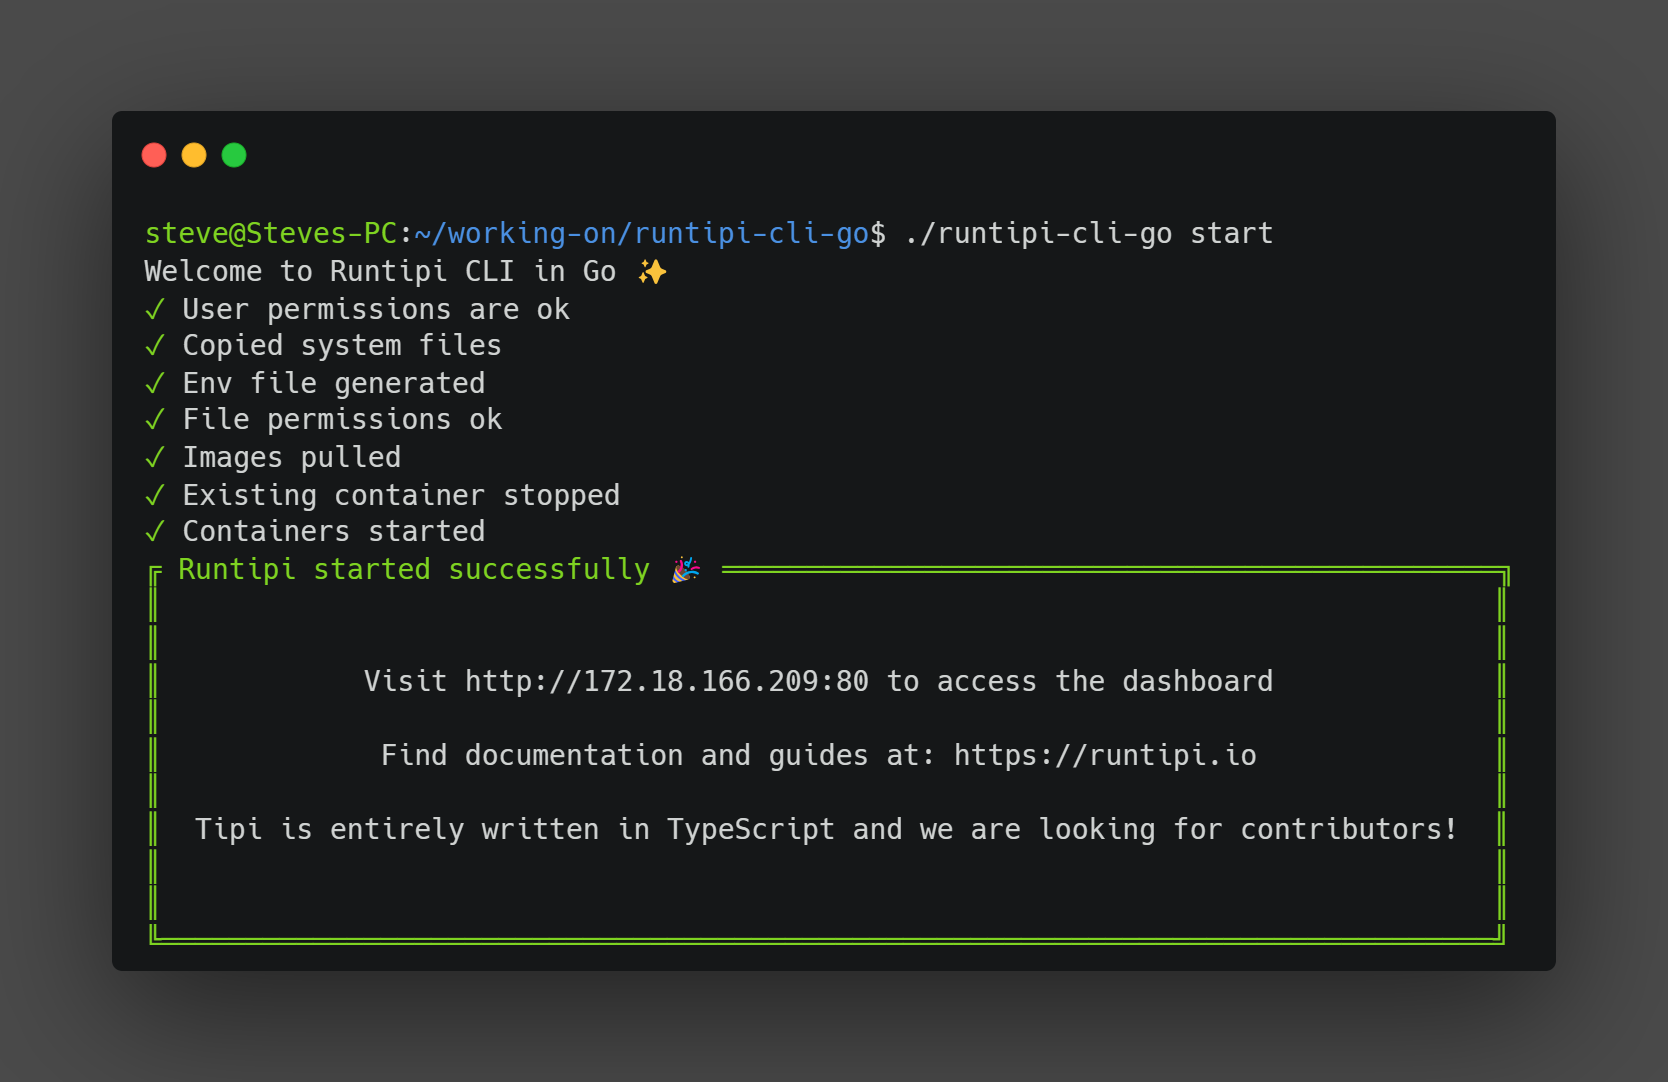 steve@Steves-PC:~/working-on/runtipi-cli-go$ ./runtipi-cli-go start
Welcome to Runtipi CLI in Go ✨
✓ User permissions are ok
✓ Copied system files
✓ Env file generated
✓ File permissions ok
✓ Images pulled
✓ Existing container stopped
✓ Containers started
Runtipi started successfully 🎉
Visit http://172.18.166.209:80 to access the dashboard
Find documentation and guides at: https://runtipi.io
Tipi is entirely written in TypeScript and we are looking for contributors!